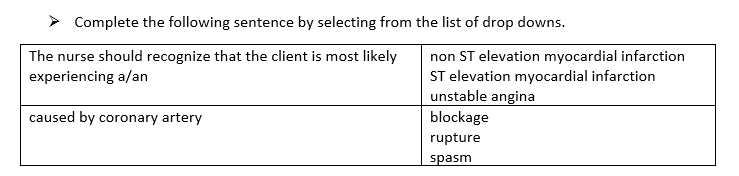 ➢ Complete the following sentence by selecting from the list of drop downs.
The nurse should recognize that the client is most likely
experiencing a/an
non ST elevation myocardial infarction
ST elevation myocardial infarction
unstable angina
caused by coronary artery
blockage
rupture
spasm